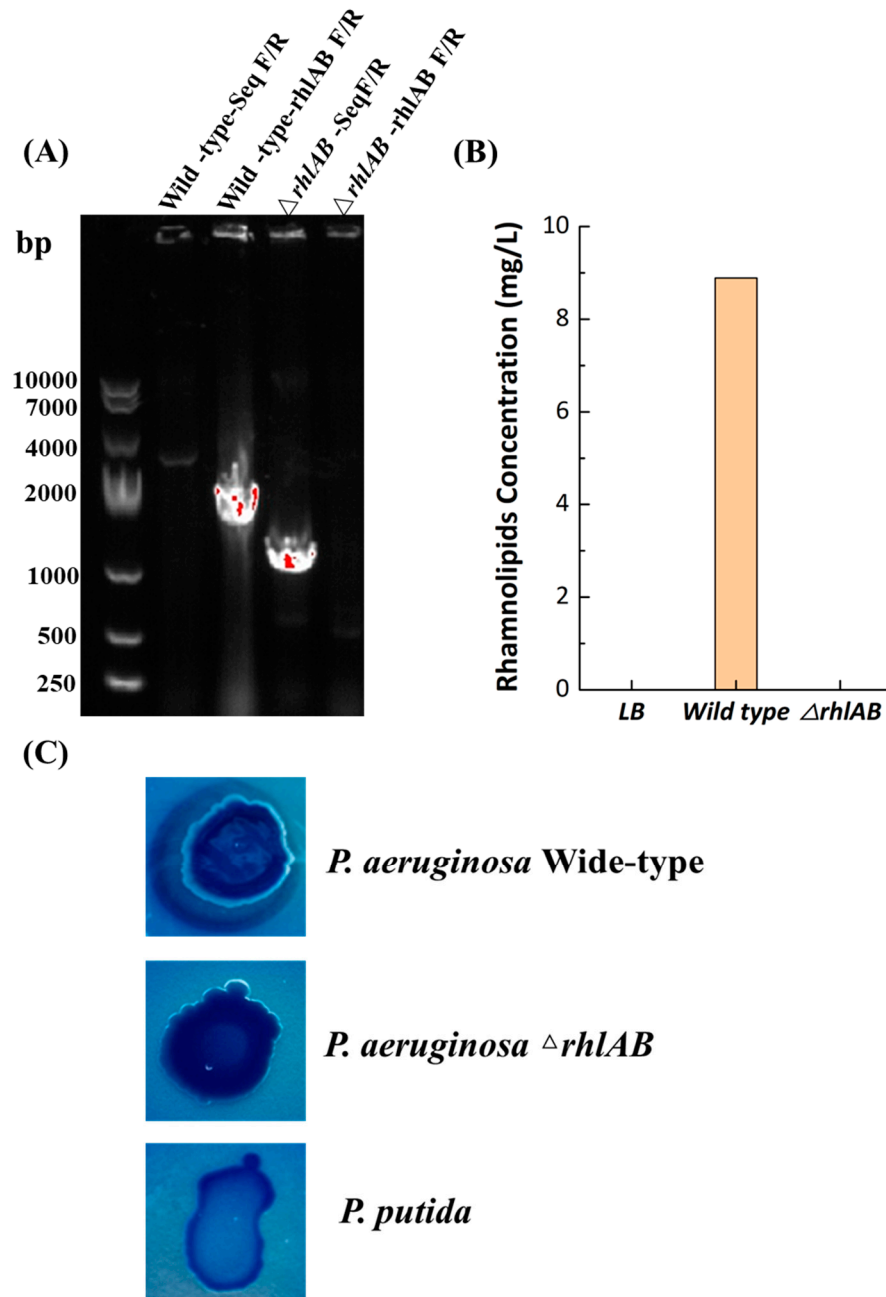 (A)
Wild -type-Seq F/R
Wild -type-rhlAB F/R
△rhlAB -SeqF/R
△rhlAB -rhlAB F/R
bp
10000
7000
4000
2000
1000
500
250
(B)
Rhamnolipids Concentration (mg/L)
10
8
6
4
2
0
LB Wild type △rhlAB
(C)
P. aeruginosa Wide-type
P. aeruginosa △rhlAB
P. putida